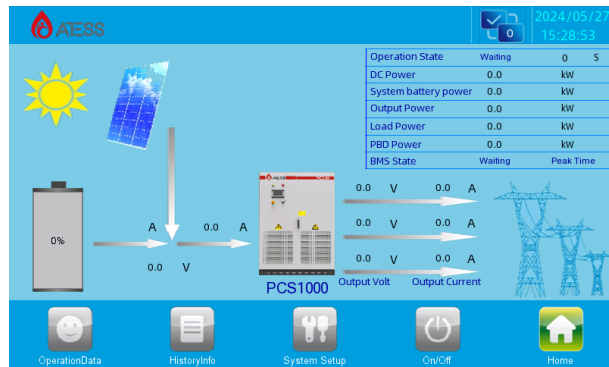 ATESS
0
2024/05/27
15:28:53
Operation State Waiting 0 S
DC Power 0.0 kW
System battery power 0.0 kW
Output Power 0.0 kW
Load Power 0.0 kW
PBD Power 0.0 kW
BMS State Waiting Peak Time
0%
A 0.0 A
0.0 V
ATESS
0.0 V 0.0 A
0.0 V 0.0 A
0.0 V 0.0 A
Output Volt Output Current
PCS1000
OperationData
HistoryInfo
System Setup
On/Off
Home